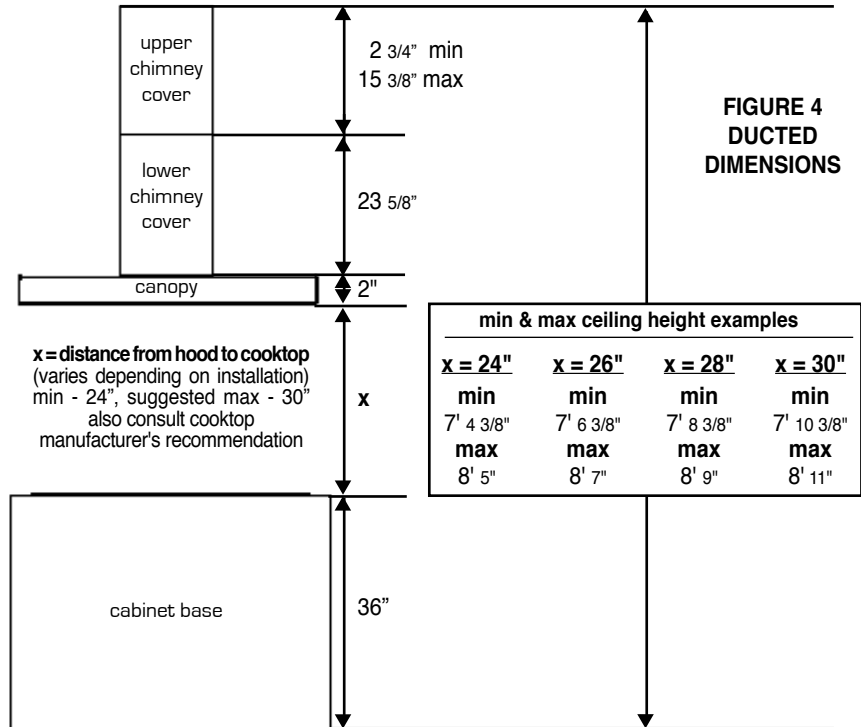 upper
chimney
cover
2 3/4” min
15 3/8” max
FIGURE 4
DUCTED
DIMENSIONS
lower
chimney
cover
23 5/8”
canopy
2"
x = distance from hood to cooktop
(varies depending on installation)
min - 24”, suggested max - 30”
also consult cooktop
manufacturer's recommendation
x
min & max ceiling height examples
x = 24" x = 26" x = 28" x = 30"
min min min min
7' 4 3/8" 7' 6 3/8" 7' 8 3/8" 7' 10 3/8"
max max max max
8' 5" 8' 7" 8' 9" 8' 11"
cabinet base
36”